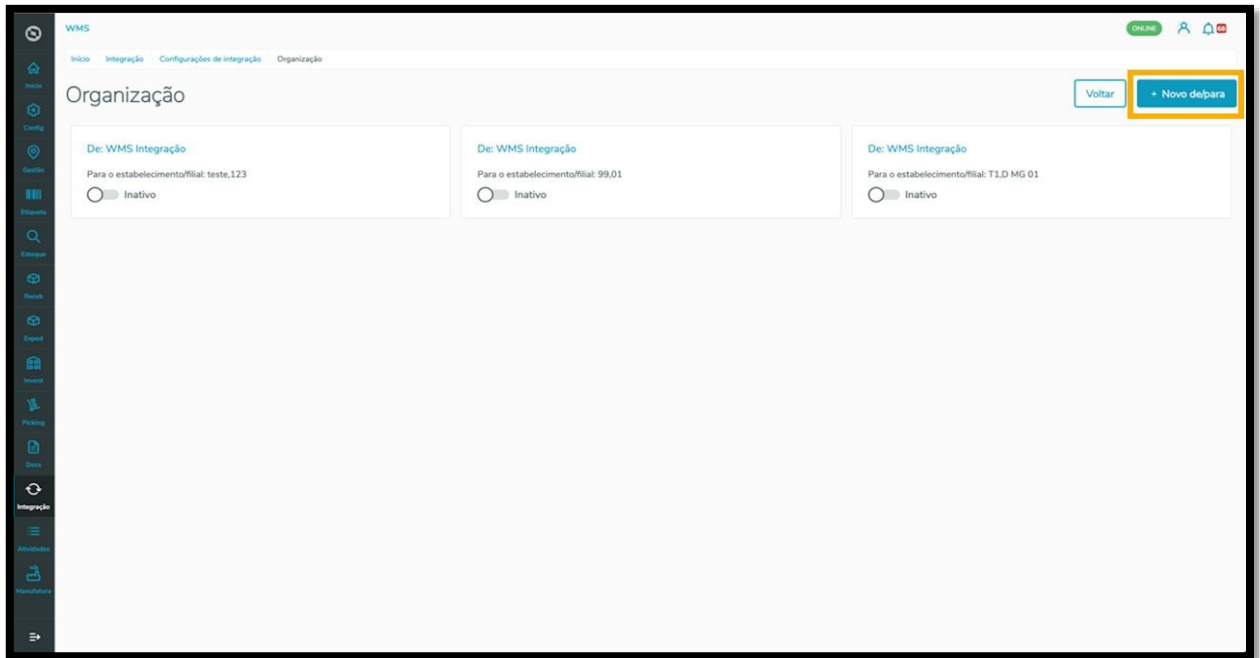 WMS
ONLINE
68
Início Integração Configurações de integração Organização
Organização
Voltar
+ Novo de/para
De: WMS Integração
Para o estabelecimento/filial: teste,123
Inativo
De: WMS Integração
Para o estabelecimento/filial: 99,01
Inativo
De: WMS Integração
Para o estabelecimento/filial: T1,D MG 01
Inativo
Início
Config
Gestão
Etiqueta
Estoque
Receb
Exped
Invent
Picking
Docs
Integração
Atividades
Manufatura